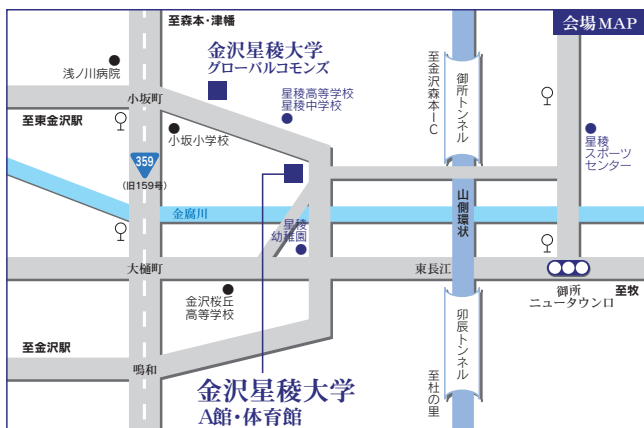 会場MAP
至森本・津幡
浅ノ川病院
金沢星稜大学
グローバルコモンズ
至金沢森本IC
御所トンネル
星稜高等学校
星稜中学校
小坂町
至東金沢駅
小坂小学校
星稜
スポーツ
センター
359
(旧159号)
山側環状
金腐川
星稜
幼稚園
大樋町
東長江
御所
ニュータウン口
至牧
金沢桜丘
高等学校
卯辰トンネル
至金沢駅
鳴和
至杜の里
金沢星稜大学
A館・体育館